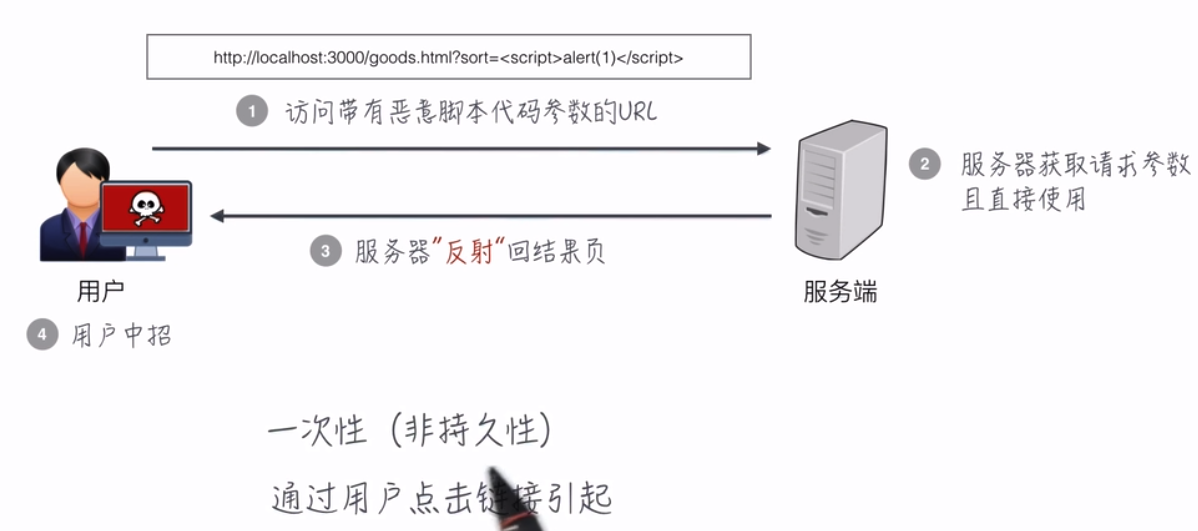 http://localhost:3000/goods.html?sort=<script>alert(1)</script>
1 访问带有恶意脚本代码参数的URL
2 服务器获取请求参数
且直接使用
3 服务器"反射"回结果页
用户
服务端
4 用户中招
一次性（非持久性）
通过用户点击链接引起